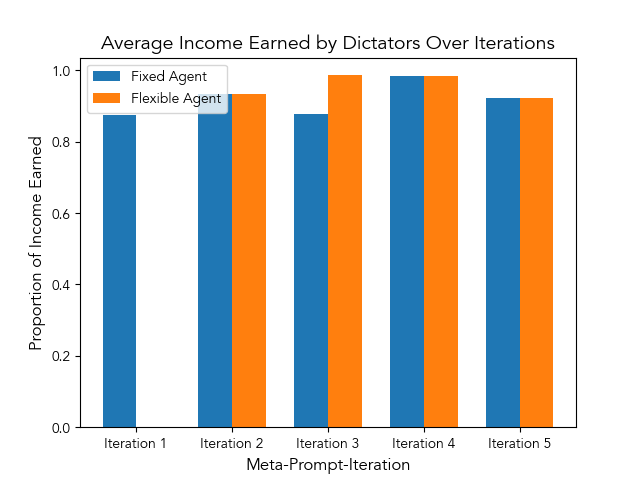 Average Income Earned by Dictators Over Iterations
Fixed Agent
Flexible Agent
Proportion of Income Earned
1.0
0.8
0.6
0.4
0.2
0.0
Iteration 1
Iteration 2
Iteration 3
Iteration 4
Iteration 5
Meta-Prompt-Iteration